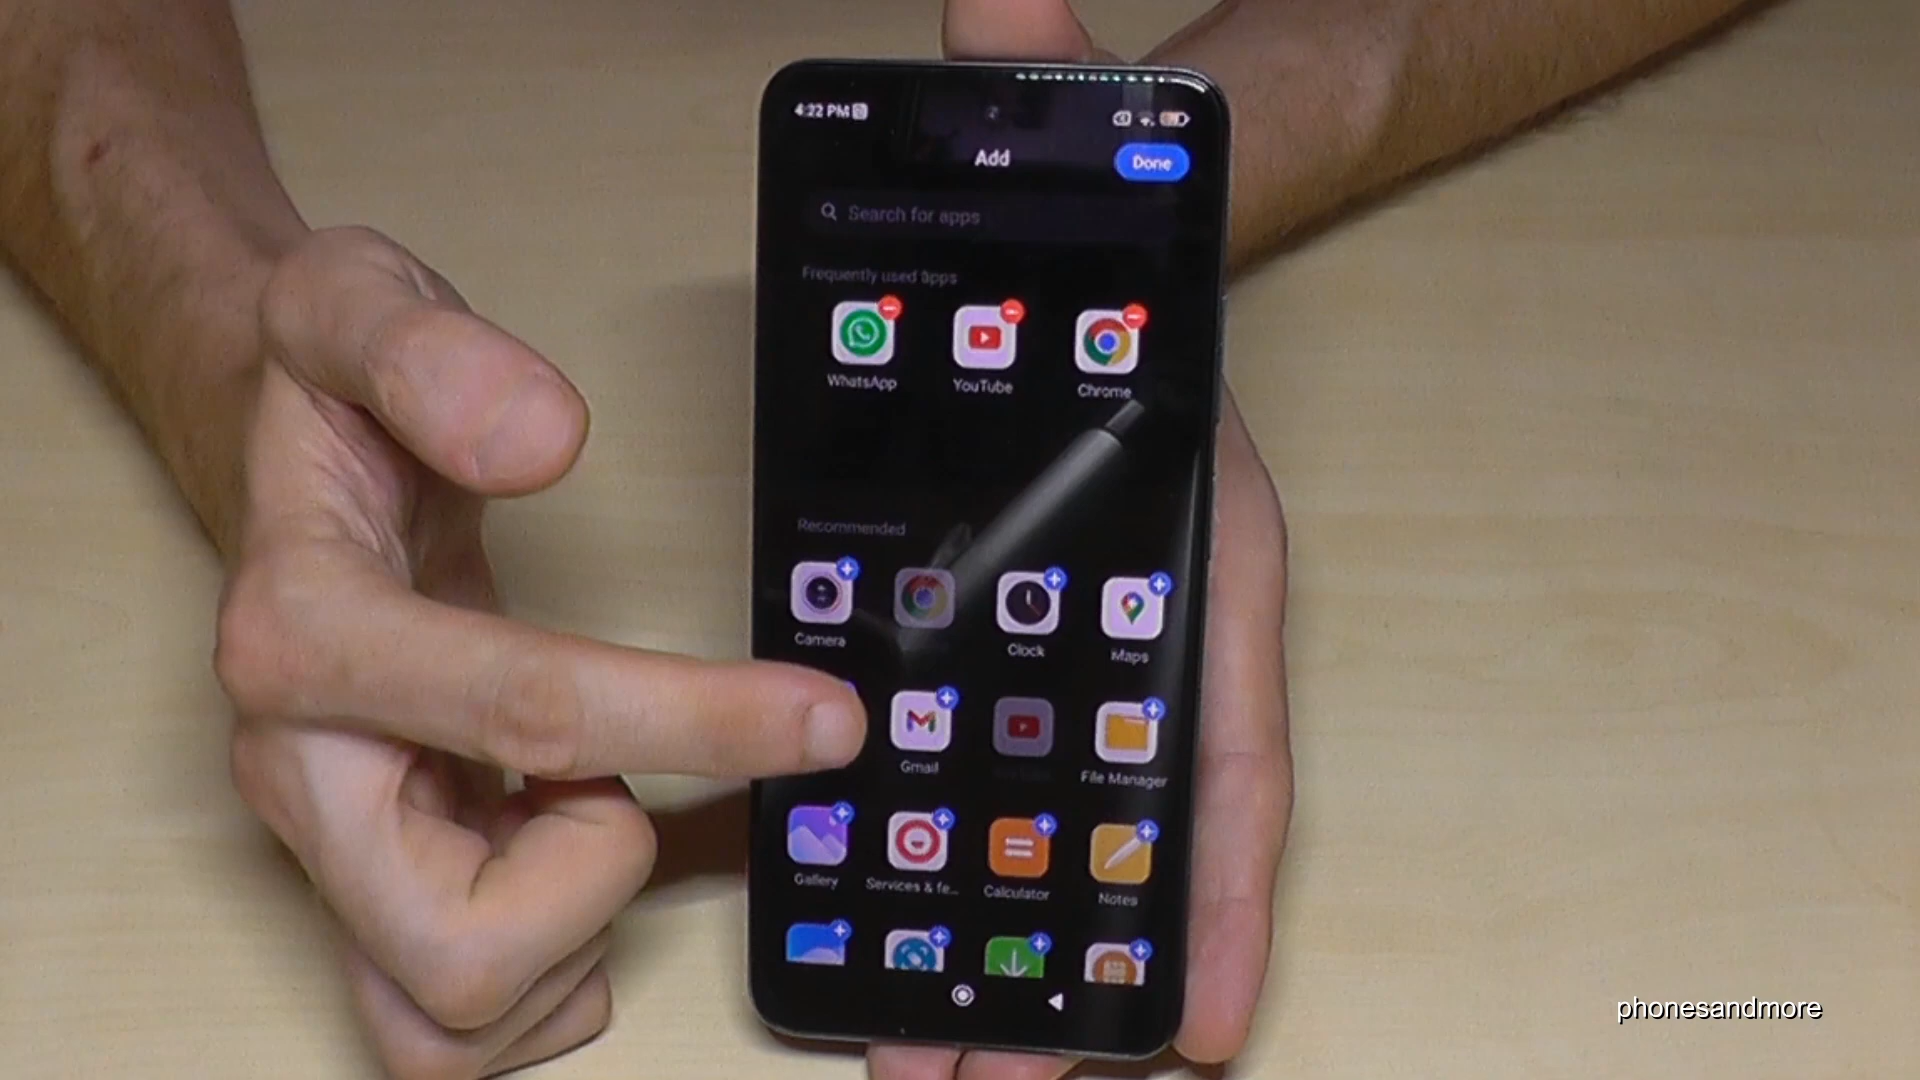 4:22 PM
Add
Done
Search for apps
Frequently used apps
WhatsApp YouTube Chrome
Recommended
Camera Clock Maps
Gmail File Manager
Gallery Services & fe... Calculator Notes
phonesandmore